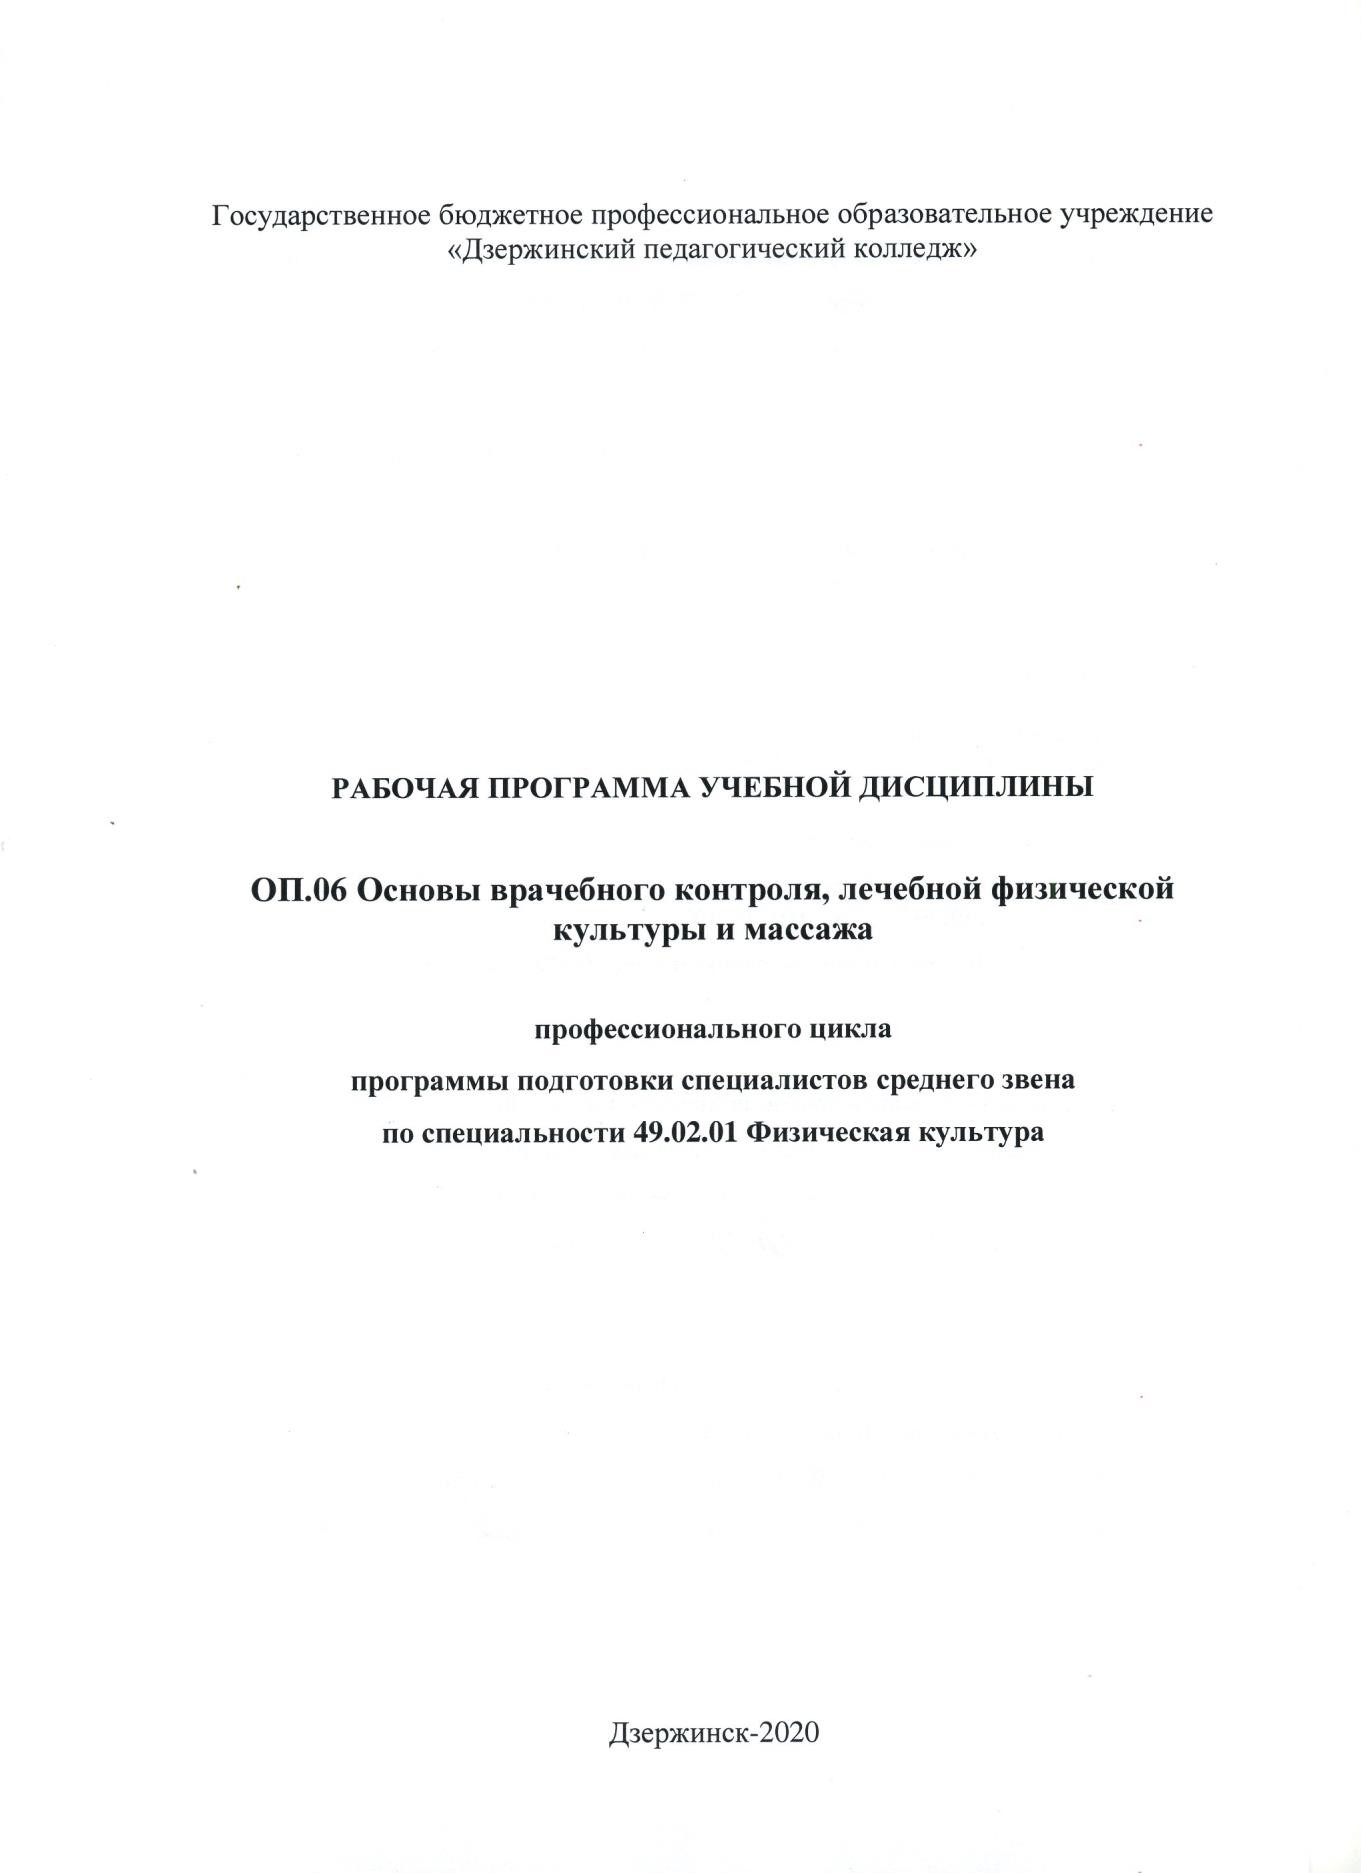 Государственное бюджетное профессиональное образовательное учреждение
«Дзержинский педагогический колледж»
РАБОЧАЯ ПРОГРАММА УЧЕБНОЙ ДИСЦИПЛИНЫ
ОП.06 Основы врачебного контроля, лечебной физической
культуры и массажа
профессионального цикла
программы подготовки специалистов среднего звена
по специальности 49.02.01 Физическая культура
Дзержинск-2020